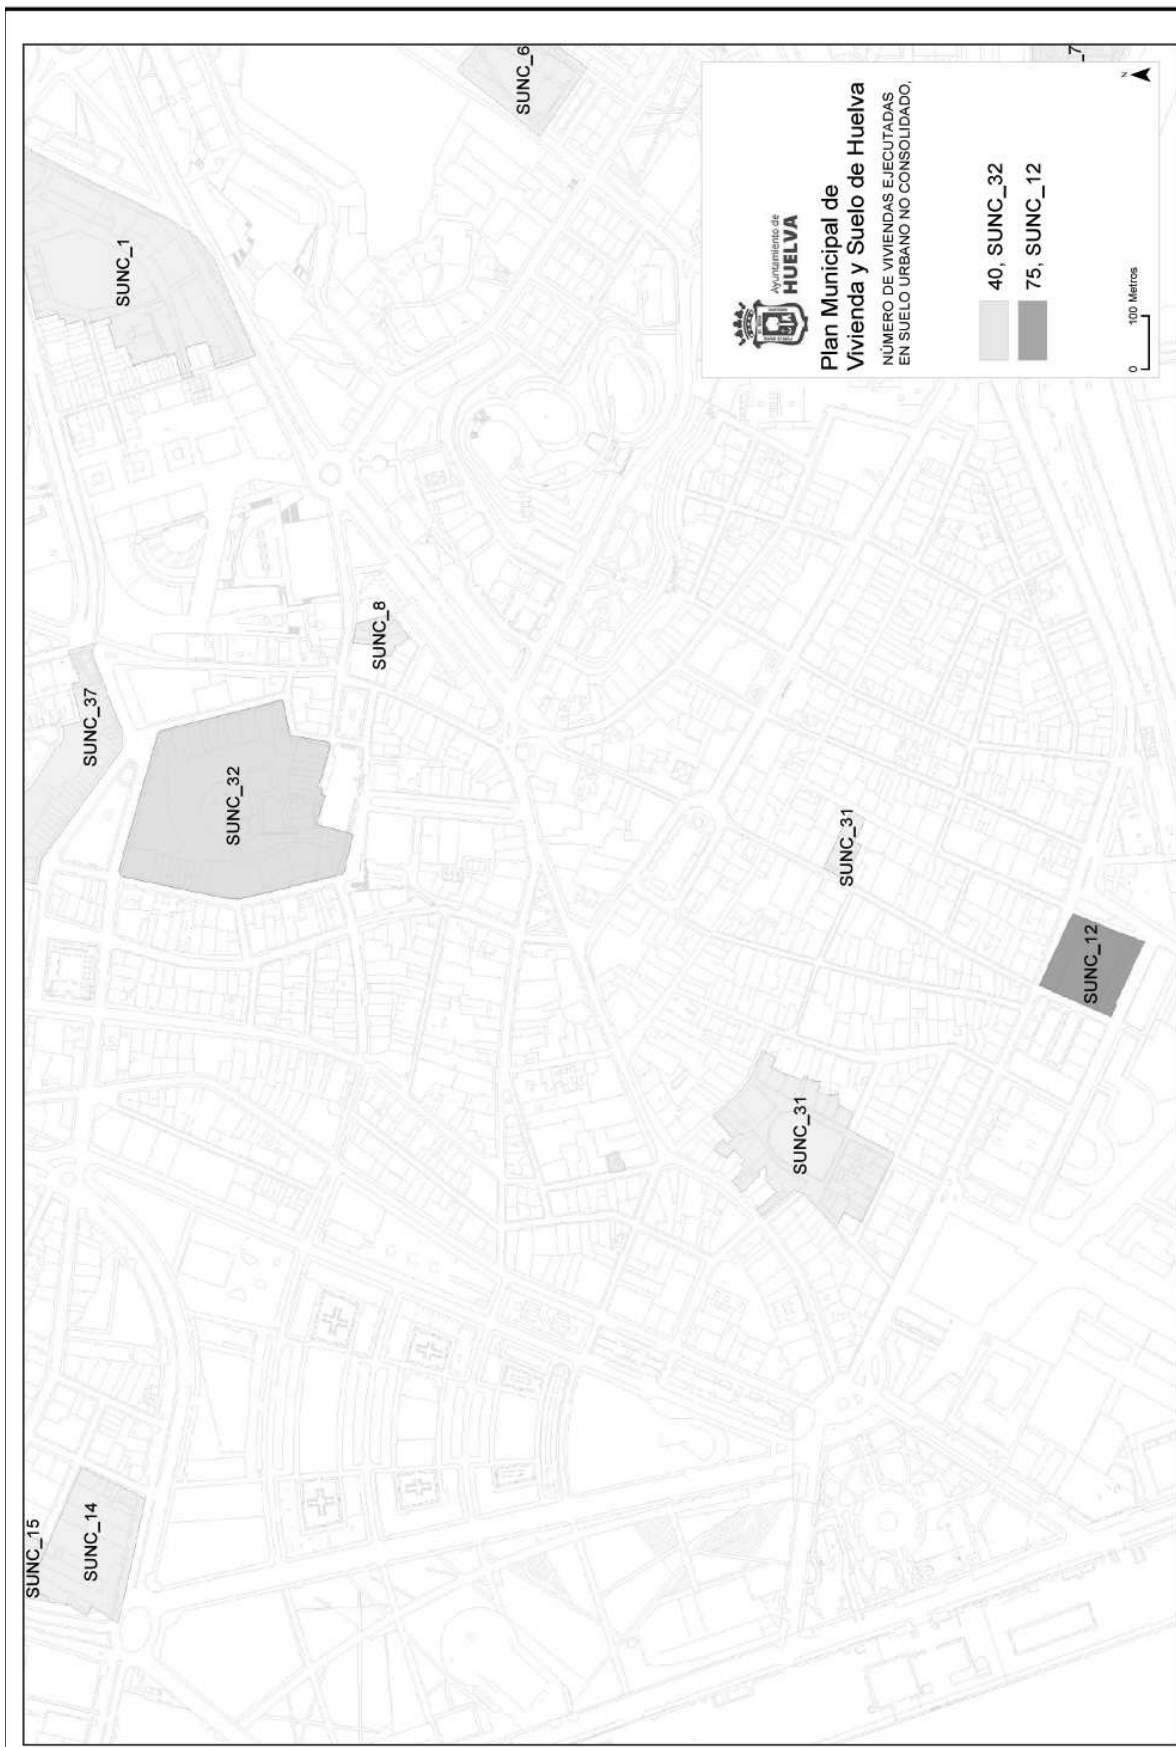 SUNC_15
SUNC_14
SUNC_37
SUNC_32
SUNC_1
SUNC_8
SUNC_6
SUNC_31
SUNC_31
SUNC_12
_7
Ayuntamiento de
HUELVA
Plan Municipal de
Vivienda y Suelo de Huelva
NÚMERO DE VIVIENDAS EJECUTADAS
EN SUELO URBANO NO CONSOLIDADO,
40, SUNC_32
75, SUNC_12
0 100 Metros
N